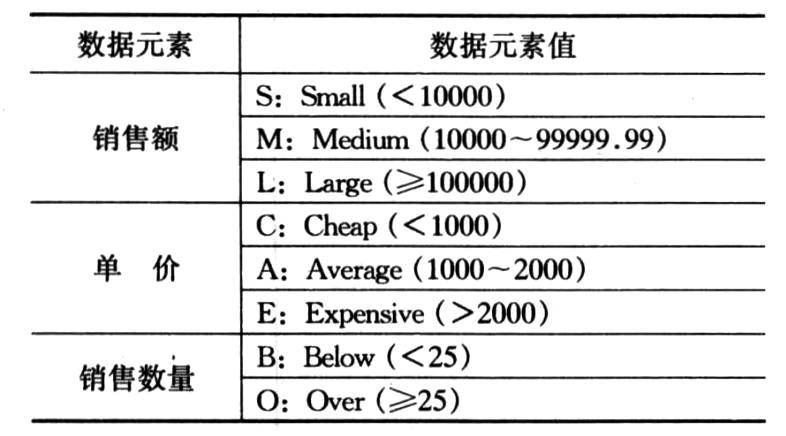 数据元素 数据元素值
S：Small（＜10000）
销售额 M：Medium（10000～99999.99）
L：Large（≥100000）
C：Cheap（＜1000）
单 价 A：Average（1000～2000）
E：Expensive（＞2000）
B：Below（＜25）
销售数量
O：Over（≥25）